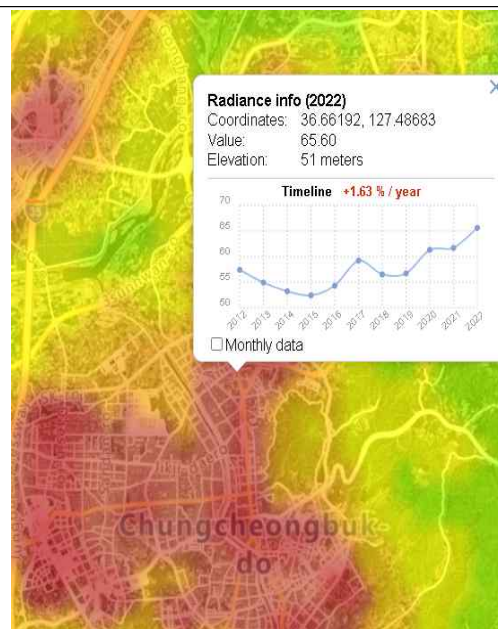 Radiance info (2022)
Coordinates: 36.66192, 127.48683
Value: 65.60
Elevation: 51 meters
Timeline +1.63 % / year
70
65
60
55
50
2012 2013 2014 2015 2016 2017 2018 2019 2020 2021 2022
Monthly data
Chungcheongbuk-
do